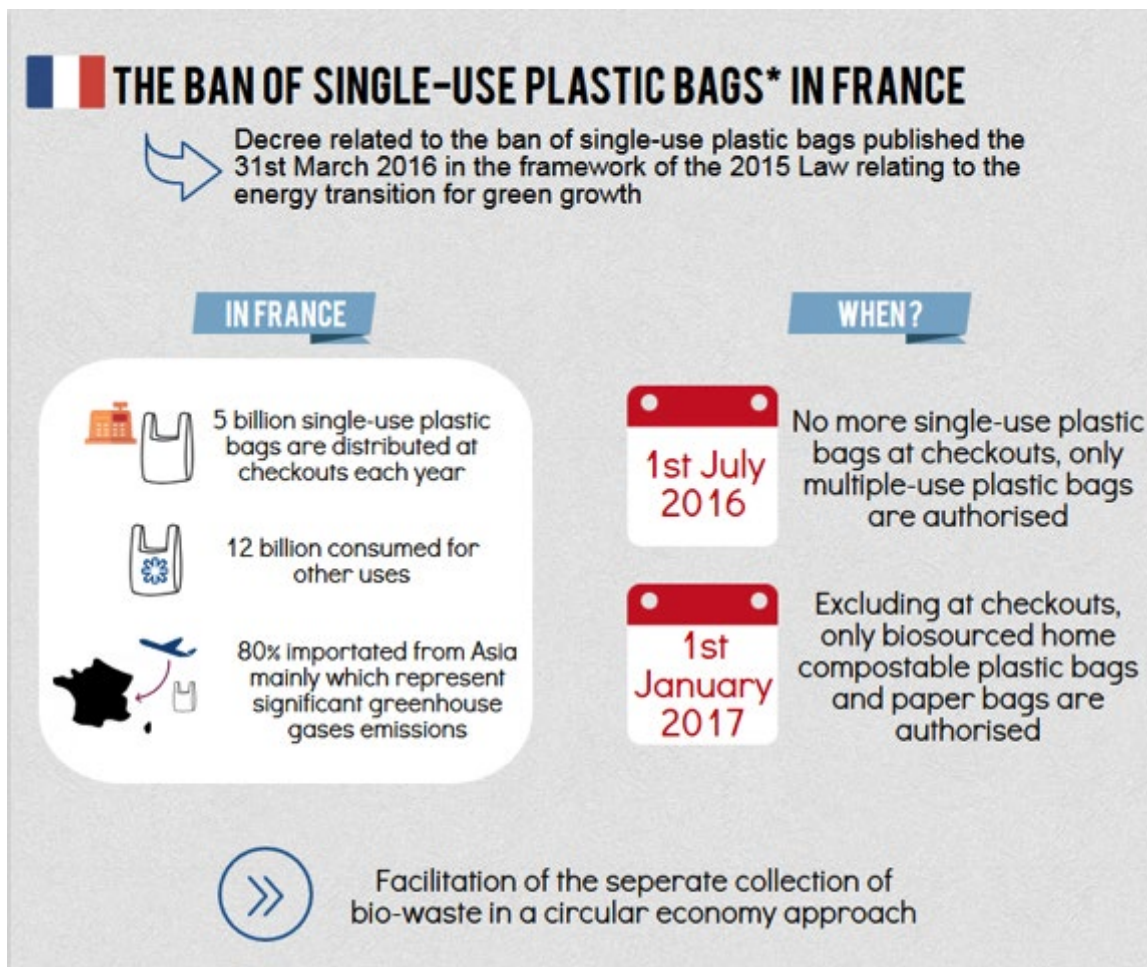 THE BAN OF SINGLE-USE PLASTIC BAGS* IN FRANCE
Decree related to the ban of single-use plastic bags published the
31st March 2016 in the framework of the 2015 Law relating to the
energy transition for green growth
IN FRANCE
5 billion single-use plastic
bags are distributed at
checkouts each year
12 billion consumed for
other uses
80% importated from Asia
mainly which represent
significant greenhouse
gases emissions
WHEN?
1st July
2016
No more single-use plastic
bags at checkouts, only
multiple-use plastic bags
are authorised
1st
January
2017
Excluding at checkouts,
only biosourced home
compostable plastic bags
and paper bags are
authorised
Facilitation of the seperate collection of
bio-waste in a circular economy approach